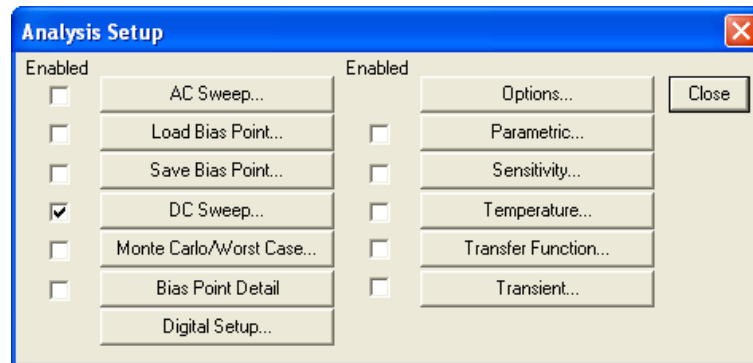 Analysis Setup
Enabled Enabled
AC Sweep... Options... Close
Load Bias Point... Parametric...
Save Bias Point... Sensitivity...
DC Sweep... Temperature...
Monte Carlo/Worst Case... Transfer Function...
Bias Point Detail Transient...
Digital Setup...